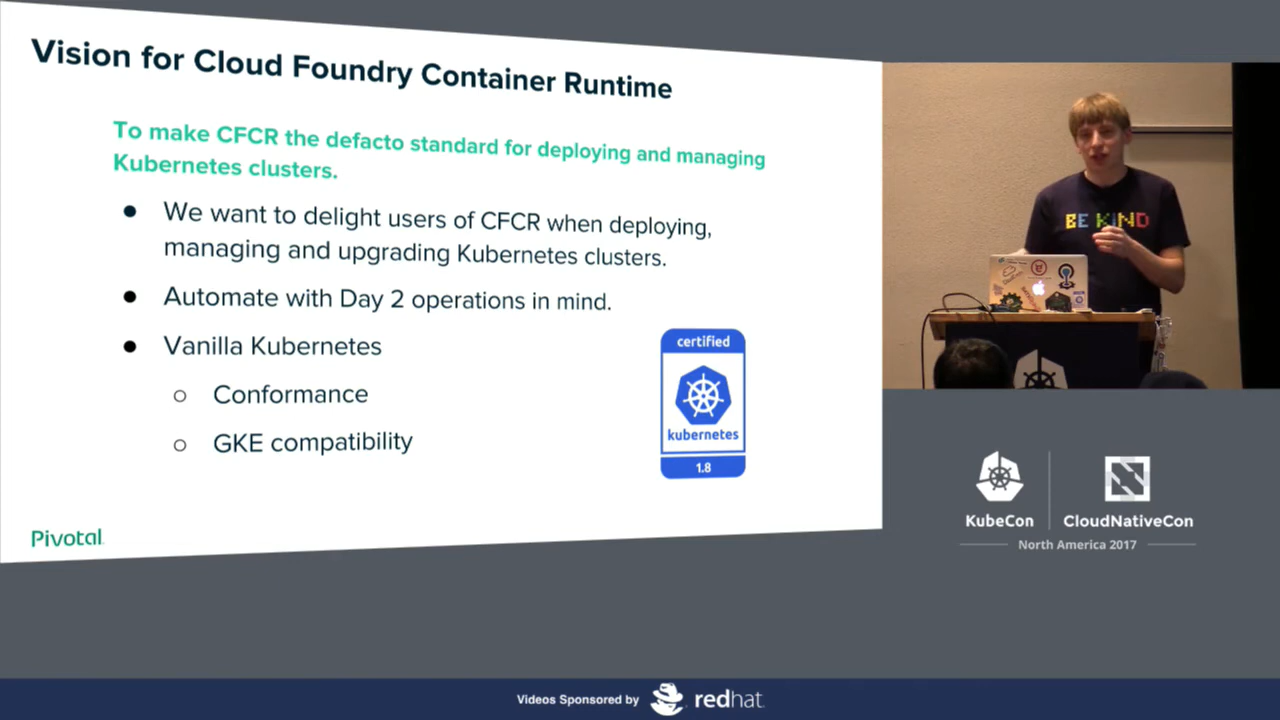 Vision for Cloud Foundry Container Runtime
To make CFCR the defacto standard for deploying and managing
Kubernetes clusters.
● We want to delight users of CFCR when deploying,
managing and upgrading Kubernetes clusters.
● Automate with Day 2 operations in mind.
● Vanilla Kubernetes
○ Conformance
○ GKE compatibility
certified
kubernetes
1.8
Pivotal
BE KIND
KubeCon
CloudNativeCon
North America 2017
Videos Sponsored by
redhat